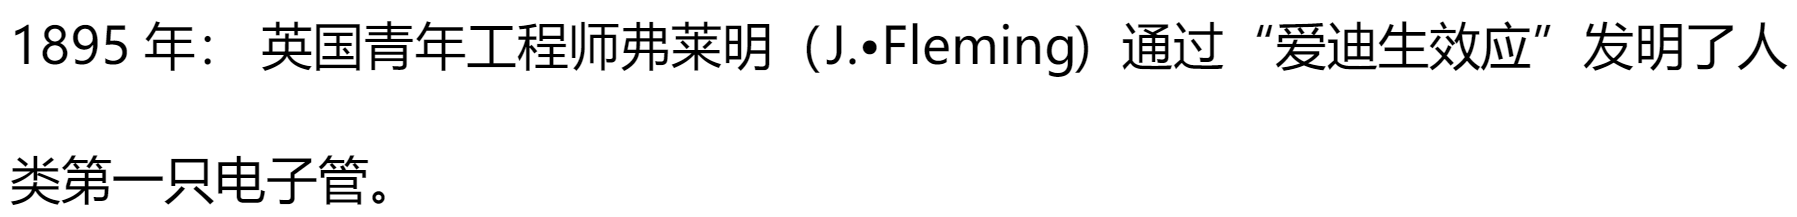 1895 年： 英国青年工程师弗莱明（J.•Fleming）通过“爱迪生效应”发明了人
类第一只电子管。